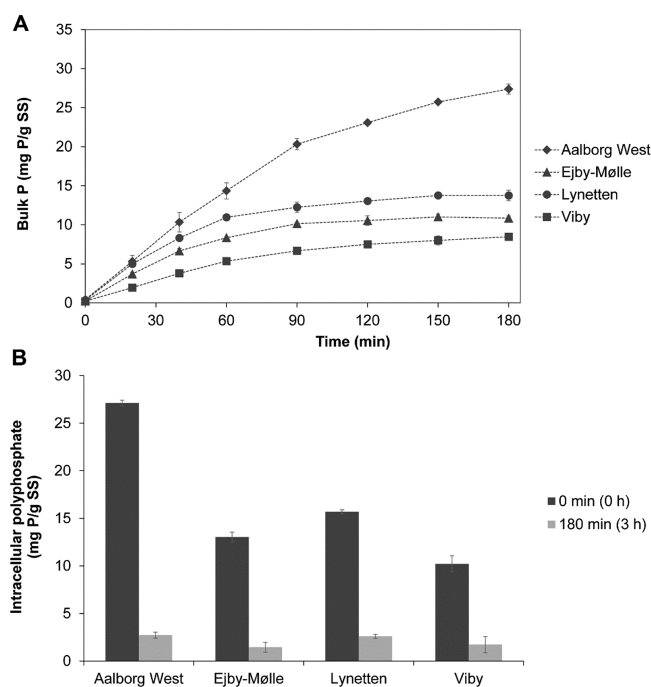 A
35
30
25
20
15
10
5
0
Bulk P (mg P/g SS)
0 30 60 90 120 150 180
Time (min)
Aalborg West
Ejby-Mølle
Lynetten
Viby
B
30
25
20
15
10
5
0
Intracellular polyphosphate
(mg P/g SS)
0 min (0 h)
180 min (3 h)
Aalborg West Ejby-Mølle Lynetten Viby